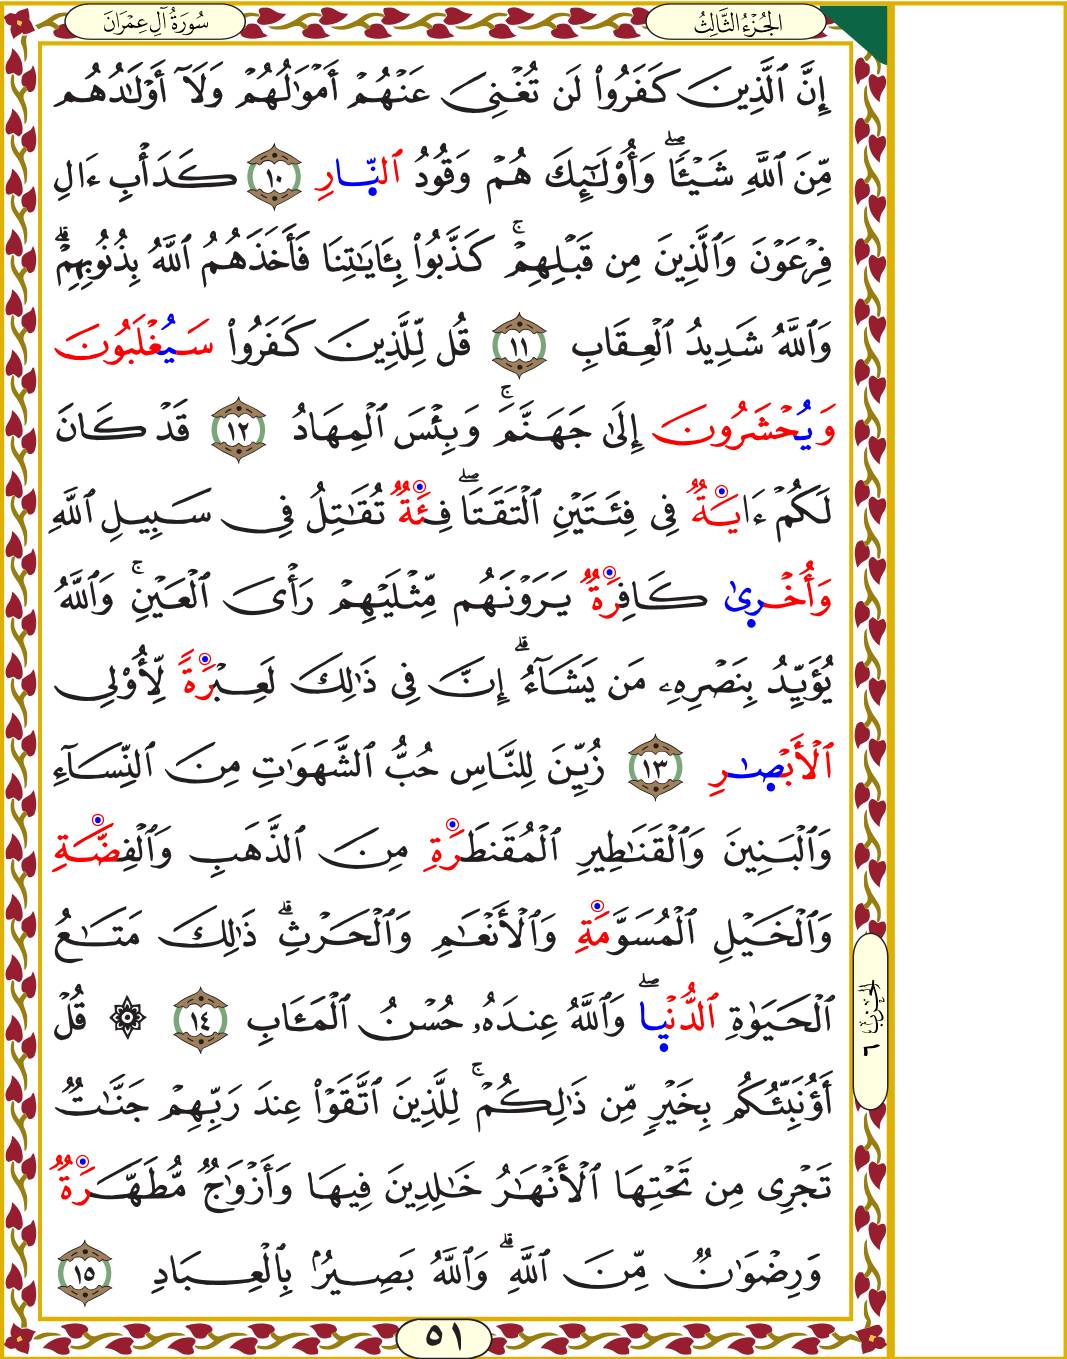 سُورَةُ آلِ عِمْرَانَ
الجُزْءُ الثَّالِثُ
إِنَّ ٱلَّذِينَ كَفَرُواْ لَن تُغْنِىَ عَنْهُمْ أَمْوَٰلُهُمْ وَلَآ أَوْلَٰدُهُم
مِّنَ ٱللَّهِ شَيْـًٔاۖ وَأُوْلَٰٓئِكَ هُمْ وَقُودُ ٱلنِّارِ ١٠ كَدَأْبِ ءَالِ
فِرْعَوْنَ وَٱلَّذِينَ مِن قَبْلِهِمْۚ كَذَّبُواْ بِـَٔايَٰتِنَا فَأَخَذَهُمُ ٱللَّهُ بِذُنُوبِهِمْۗ
وَٱللَّهُ شَدِيدُ ٱلْعِقَابِ ١١ قُل لِّلَّذِينَ كَفَرُواْ سَيُغْلَبُونَ
وَيُحْشَرُونَ إِلَىٰ جَهَنَّمَۚ وَبِئْسَ ٱلْمِهَادُ ١٢ قَدْ كَانَ
لَكُمْ ءَايَةٌ فِى فِئَتَيْنِ ٱلْتَقَتَاۖ فِئَةٌ تُقَٰتِلُ فِى سَبِيلِ ٱللَّهِ
وَأُخْرِىٰ كَافِرَةٌ يَرَوْنَهُم مِّثْلَيْهِمْ رَأْىَ ٱلْعَيْنِۚ وَٱللَّهُ
يُؤَيِّدُ بِنَصْرِهِۦ مَن يَشَآءُۗ إِنَّ فِى ذَٰلِكَ لَعِبْرَةً لِّأُوْلِى
ٱلْأَبْصِٰرِ ١٣ زُيِّنَ لِلنَّاسِ حُبُّ ٱلشَّهَوَٰتِ مِنَ ٱلنِّسَآءِ
وَٱلْبَنِينَ وَٱلْقَنَٰطِيرِ ٱلْمُقَنطَرَةِ مِنَ ٱلذَّهَبِ وَٱلْفِضَّةِ
وَٱلْخَيْلِ ٱلْمُسَوَّمَةِ وَٱلْأَنْعَٰمِ وَٱلْحَرْثِۗ ذَٰلِكَ مَتَٰعُ
ٱلْحَيَوٰةِ ٱلدُّنْيِاۖ وَٱللَّهُ عِندَهُۥ حُسْنُ ٱلْمَـَٔابِ ١٤ ۞ قُلْ
أَؤُنَبِّئُكُم بِخَيْرٍ مِّن ذَٰلِكُمْۚ لِلَّذِينَ ٱتَّقَوْاْ عِندَ رَبِّهِمْ جَنَّٰتٌ
تَجْرِى مِن تَحْتِهَا ٱلْأَنْهَٰرُ خَٰلِدِينَ فِيهَا وَأَزْوَٰجٌ مُّطَهَّرَةٌ
وَرِضْوَٰنٌ مِّنَ ٱللَّهِۗ وَٱللَّهُ بَصِيرٌۢ بِٱلْعِبَادِ ١٥
الحزب ٦
٥١